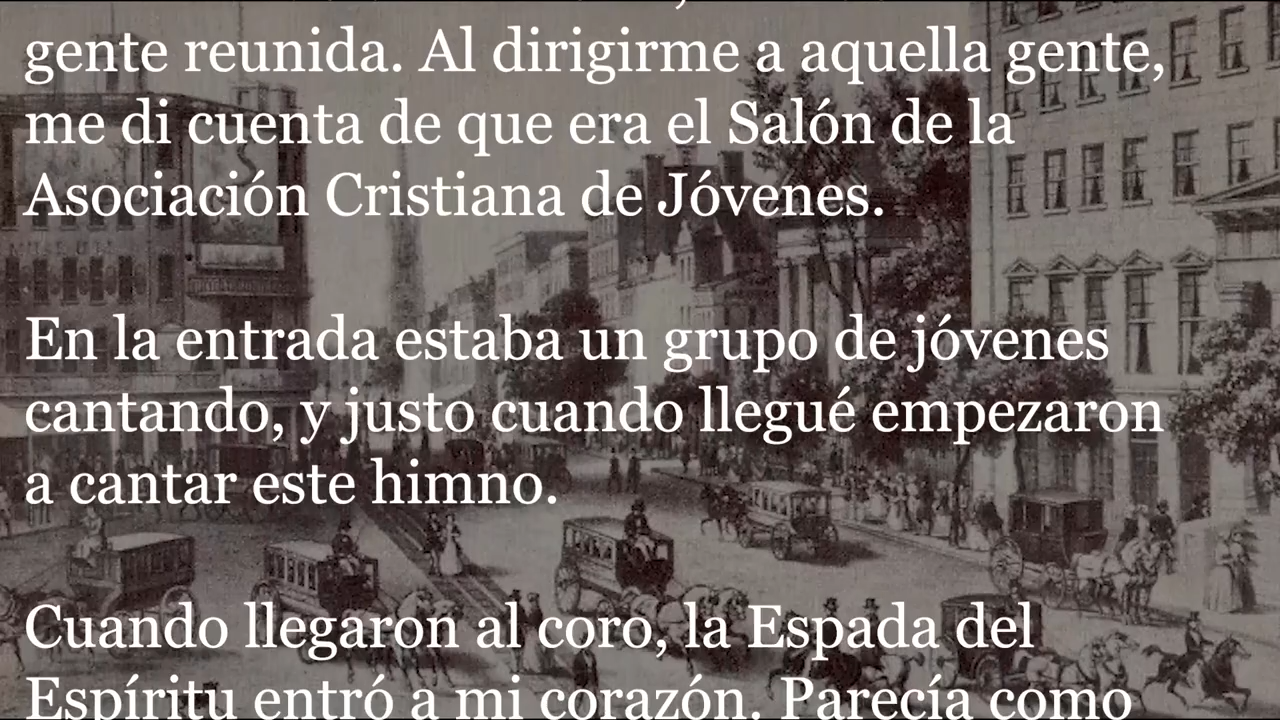 gente reunida. Al dirigirme a aquella gente,
me di cuenta de que era el Salón de la
Asociación Cristiana de Jóvenes.
En la entrada estaba un grupo de jóvenes
cantando, y justo cuando llegué empezaron
a cantar este himno.
Cuando llegaron al coro, la Espada del
Espíritu entró a mi corazón. Parecía como